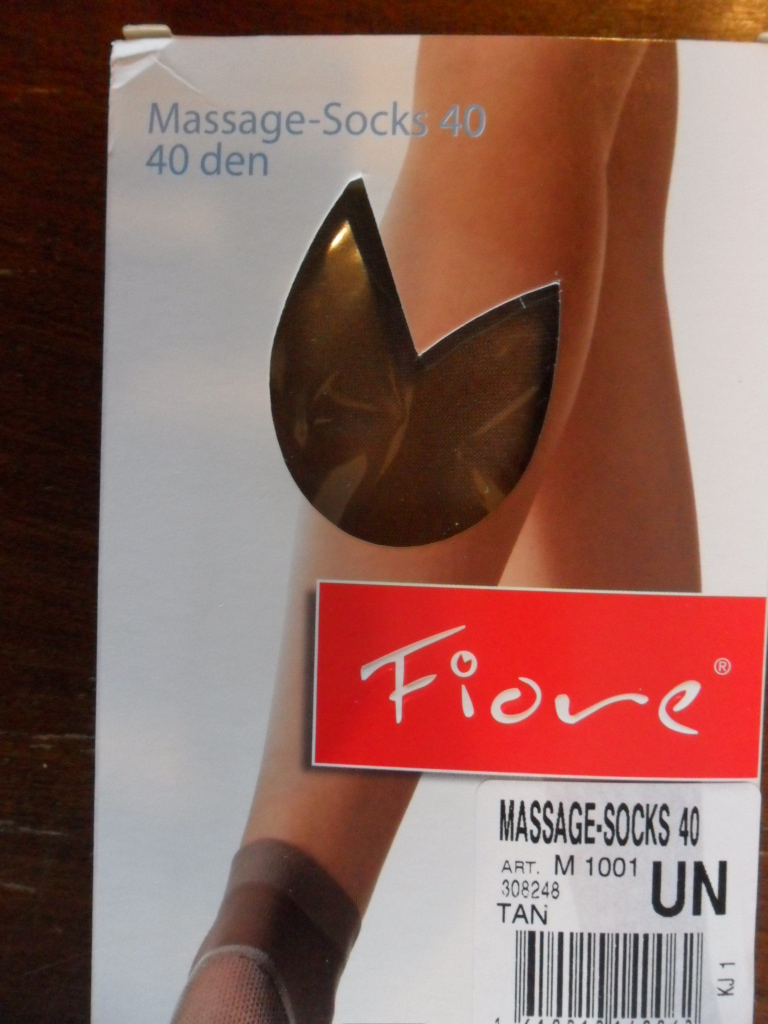 Massage-Socks 40
40 den
Fiore®
MASSAGE-SOCKS 40
ART. M 1001
308248
UN
TAN
KJ 1